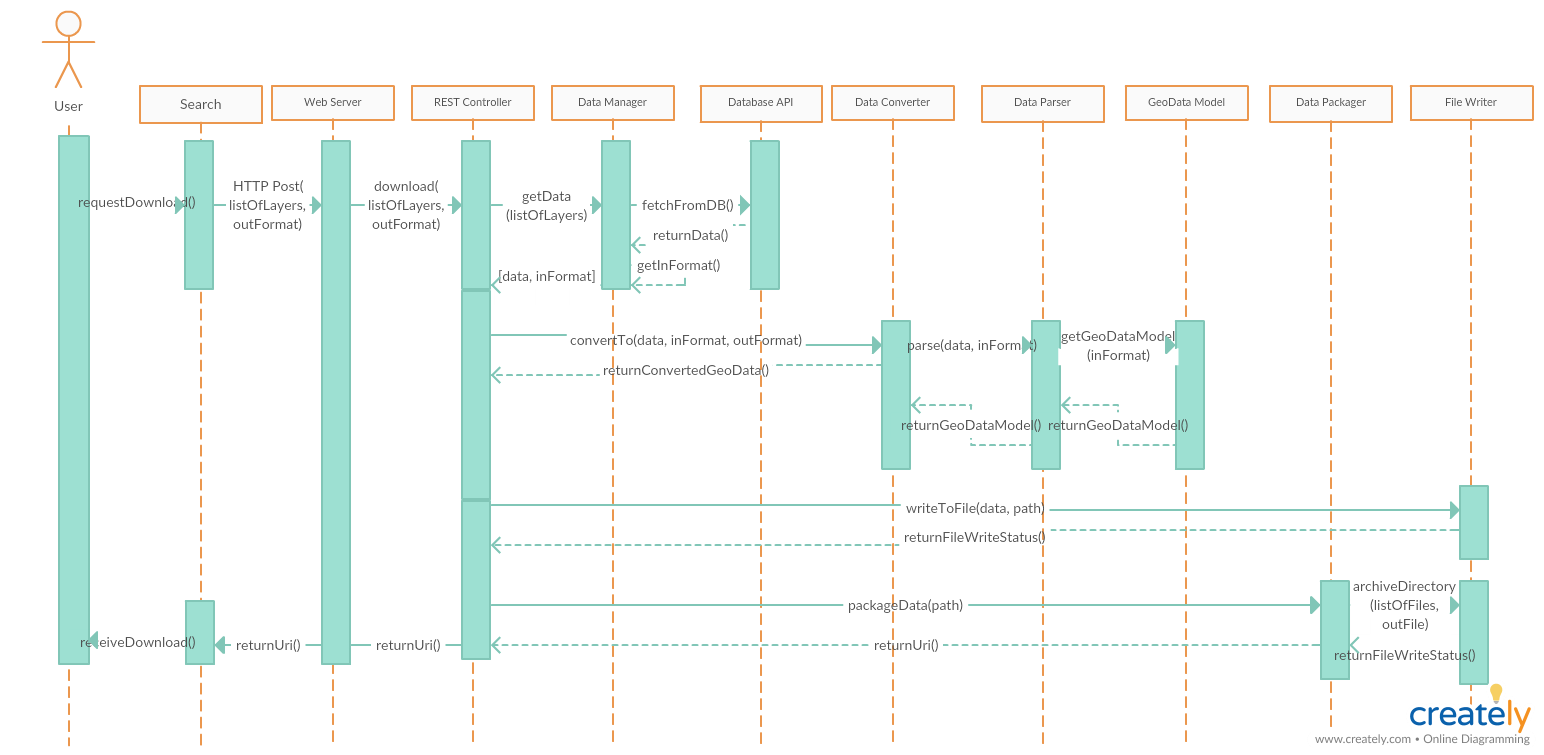 User
Search
Web Server
REST Controller
Data Manager
Database API
Data Converter
Data Parser
GeoData Model
Data Packager
File Writer
requestDownload()
HTTP Post(
listOfLayers,
outFormat)
download(
listOfLayers,
outFormat)
getData
(listOfLayers)
fetchFromDB()
returnData()
getInFormat()
[data, inFormat]
convertTo(data, inFormat, outFormat)
parse(data, inFormat)
getGeoDataModel
(inFormat)
returnConvertedGeoData()
returnGeoDataModel()
returnGeoDataModel()
writeToFile(data, path)
returnFileWriteStatus()
packageData(path)
archiveDirectory
(listOfFiles,
outFile)
receiveDownload()
returnUri()
returnUri()
returnUri()
returnFileWriteStatus()
creately
www.creately.com • Online Diagramming